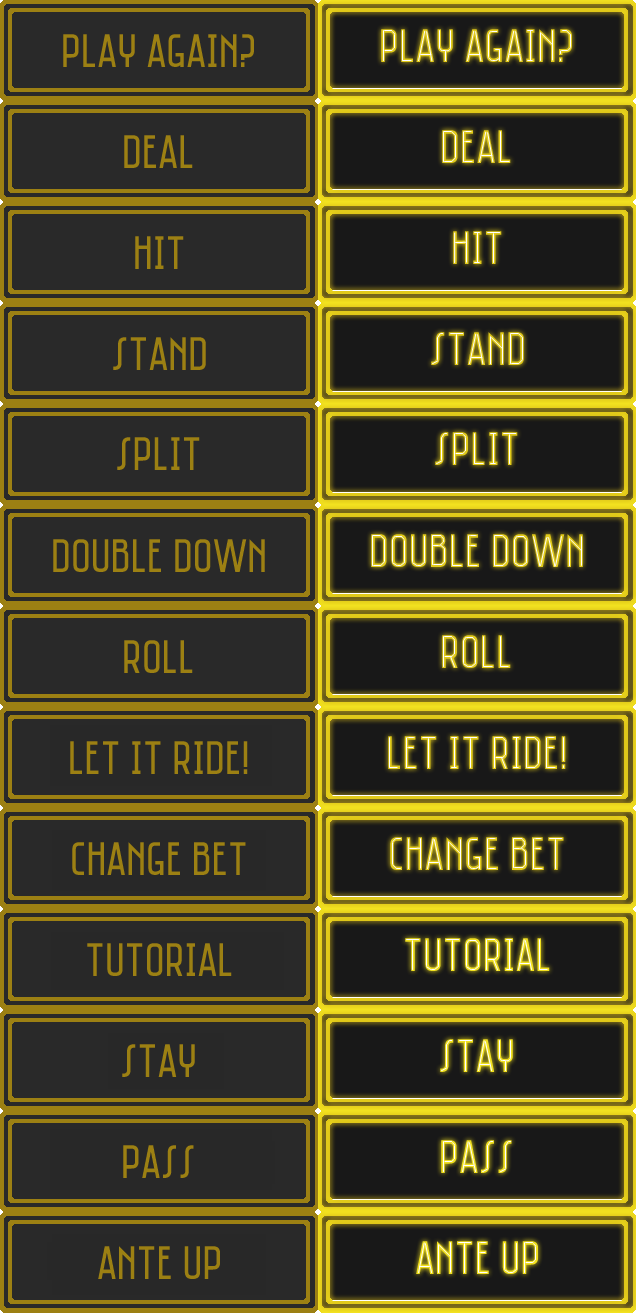 PLAY AGAIN? PLAY AGAIN?
DEAL DEAL
HIT HIT
STAND STAND
SPLIT SPLIT
DOUBLE DOWN DOUBLE DOWN
ROLL ROLL
LET IT RIDE! LET IT RIDE!
CHANGE BET CHANGE BET
TUTORIAL TUTORIAL
STAY STAY
PASS PASS
ANTE UP ANTE UP